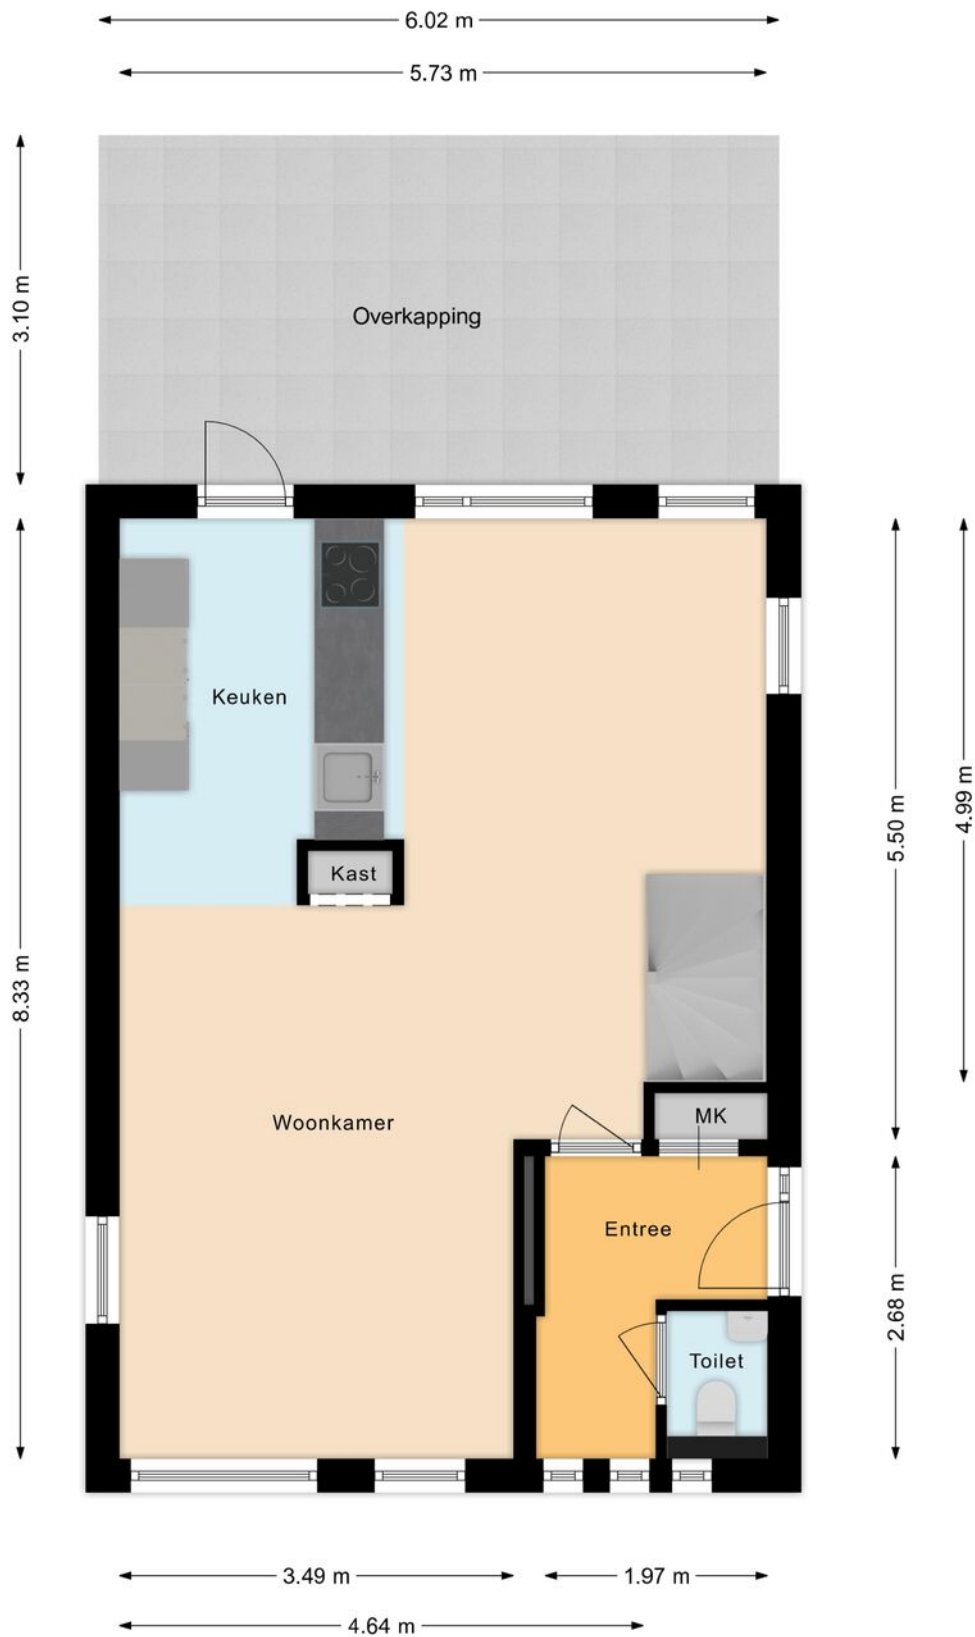 6.02 m
5.73 m
3.10 m
Overkapping
Keuken
Kast
8.33 m
5.50 m
4.99 m
Woonkamer
MK
Entree
2.68 m
Toilet
3.49 m
1.97 m
4.64 m